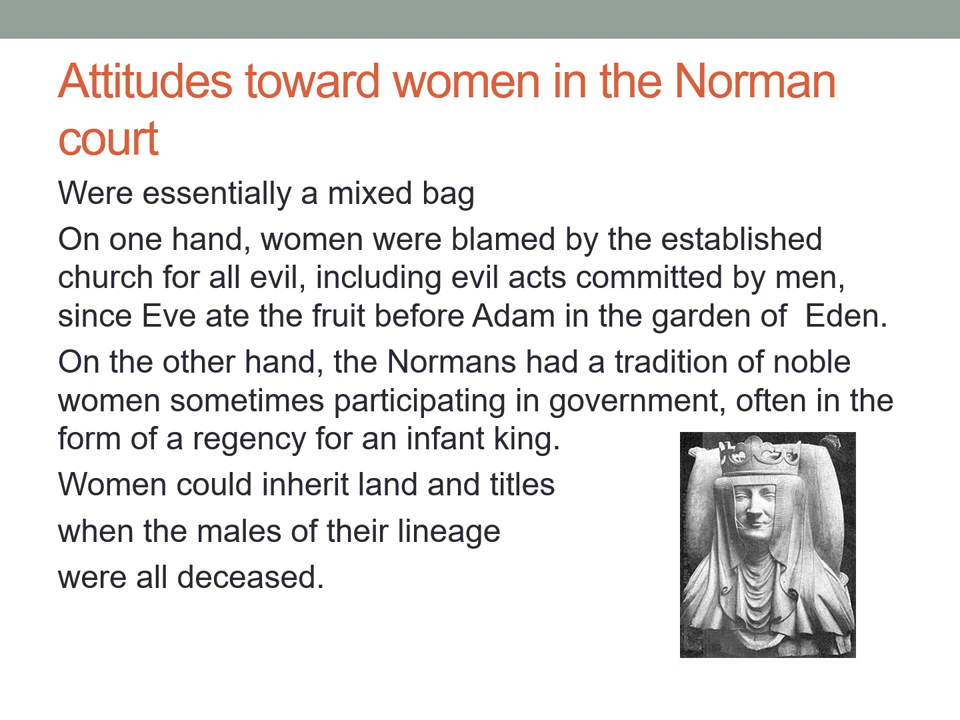 Attitudes toward women in the Norman
court
Were essentially a mixed bag
On one hand, women were blamed by the established
church for all evil, including evil acts committed by men,
since Eve ate the fruit before Adam in the garden of  Eden.
On the other hand, the Normans had a tradition of noble
women sometimes participating in government, often in the
form of a regency for an infant king.
Women could inherit land and titles
when the males of their lineage
were all deceased.